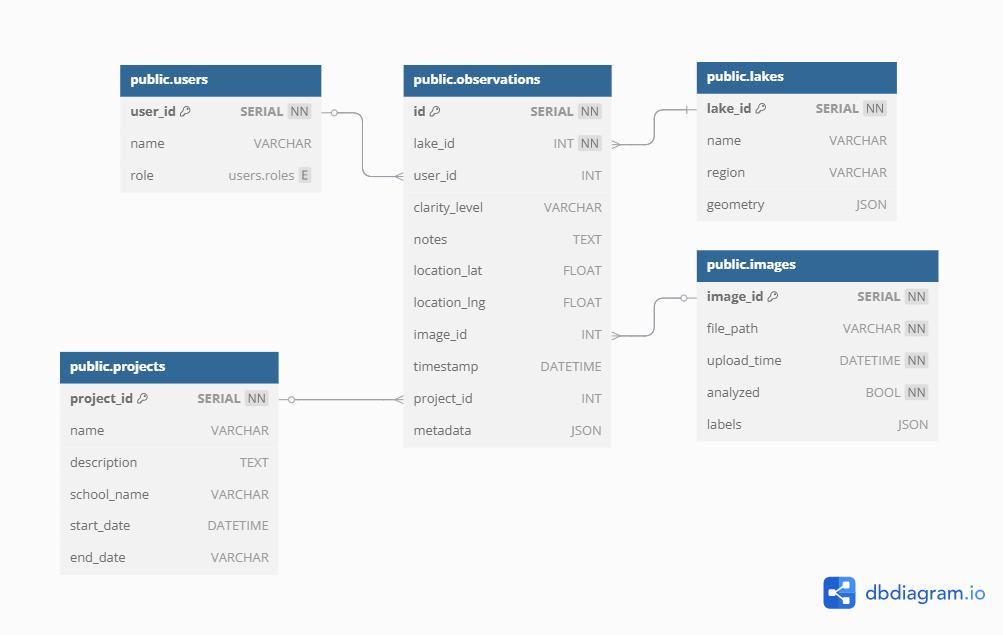 public.users
user_id SERIAL NN
name VARCHAR
role users.roles E
public.observations
id SERIAL NN
lake_id INT NN
user_id INT
clarity_level VARCHAR
notes TEXT
location_lat FLOAT
location_lng FLOAT
image_id INT
timestamp DATETIME
project_id INT
metadata JSON
public.lakes
lake_id SERIAL NN
name VARCHAR
region VARCHAR
geometry JSON
public.images
image_id SERIAL NN
file_path VARCHAR NN
upload_time DATETIME NN
analyzed BOOL NN
labels JSON
public.projects
project_id SERIAL NN
name VARCHAR
description TEXT
school_name VARCHAR
start_date DATETIME
end_date VARCHAR
dbdiagram.io